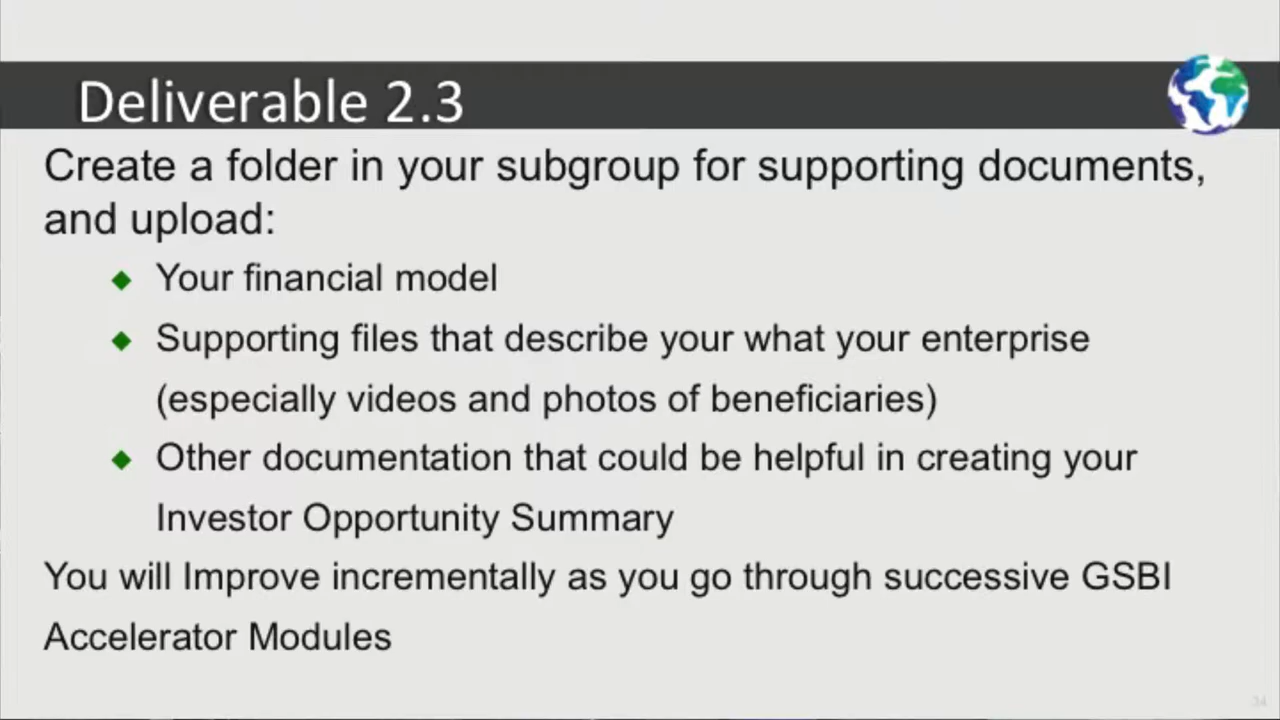 Deliverable 2.3
Create a folder in your subgroup for supporting documents,
and upload:
Your financial model
Supporting files that describe your what your enterprise
(especially videos and photos of beneficiaries)
Other documentation that could be helpful in creating your
Investor Opportunity Summary
You will Improve incrementally as you go through successive GSBI
Accelerator Modules
34